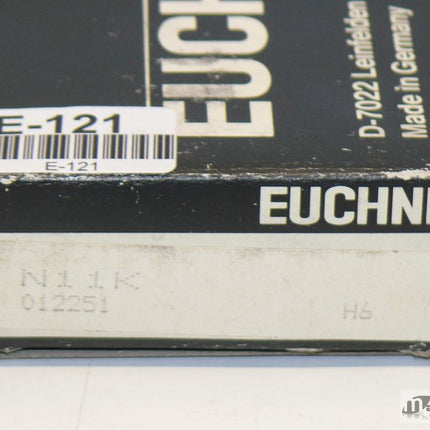 EUCH
D-7022 Leinfelden
Made in Germany
E-121
E-121
EUCHN
N11K
012251
H6